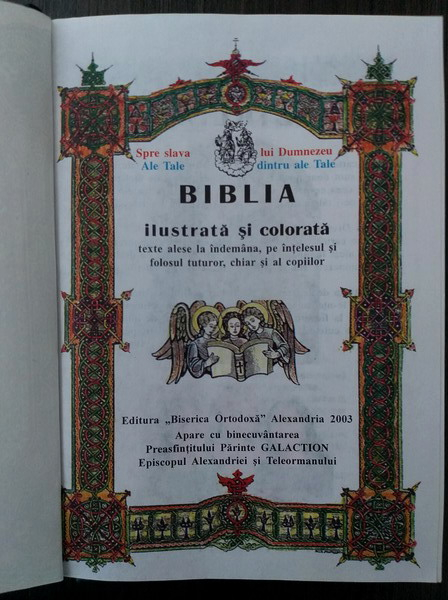 Spre slava lui Dumnezeu
Ale Tale dintru ale Tale
BIBLIA
ilustrată şi colorată
texte alese la îndemâna, pe înţelesul şi
folosul tuturor, chiar şi al copiilor
Editura „Biserica Ortodoxă” Alexandria 2003
Apare cu binecuvântarea
Preasfinţitului Părinte GALACTION
Episcopul Alexandriei şi Teleormanului